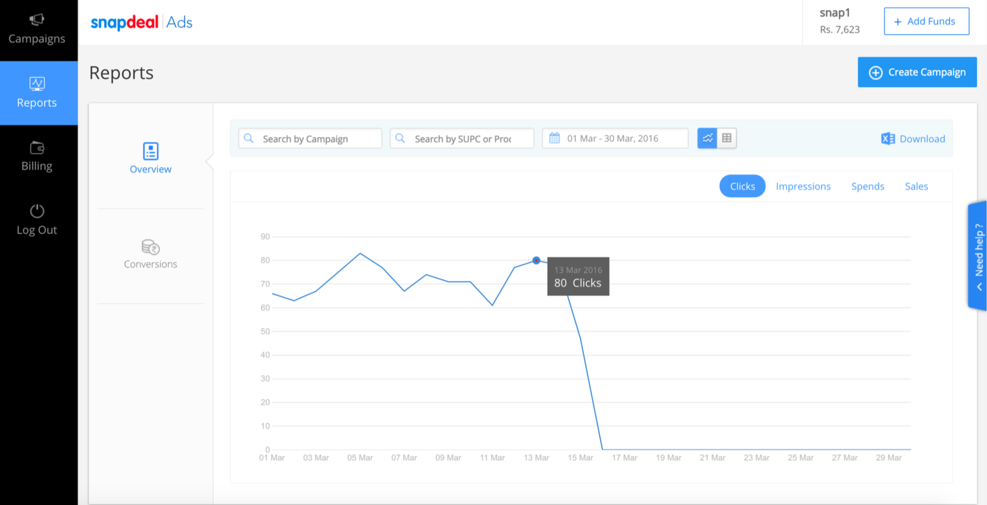 Campaigns
Reports
Billing
Log Out
snapdeal Ads
snap1
Rs. 7,623
+ Add Funds
Reports
Create Campaign
Overview
Conversions
Search by Campaign
Search by SUPC or Proc
01 Mar - 30 Mar, 2016
Download
Clicks
Impressions
Spends
Sales
90
80
70
60
50
40
30
20
10
0
13 Mar 2016
80 Clicks
01 Mar
03 Mar
05 Mar
07 Mar
09 Mar
11 Mar
13 Mar
15 Mar
17 Mar
19 Mar
21 Mar
23 Mar
25 Mar
27 Mar
29 Mar
Need help ?